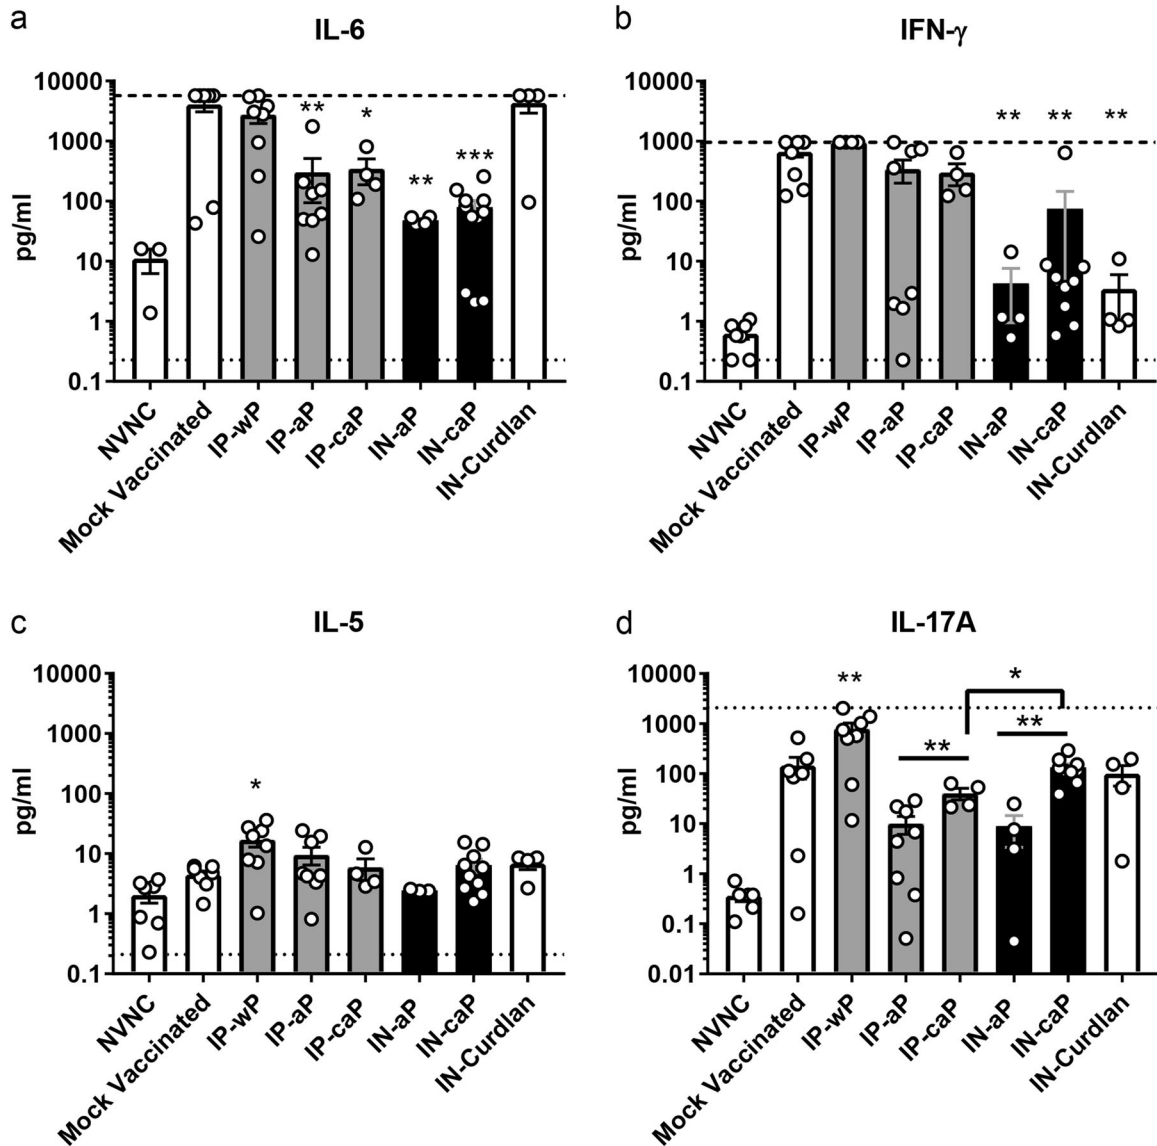 a
IL-6
pg/ml
10000
1000
100
10
1
0.1
**
*
**
***
NVNC
Mock Vaccinated
IP-wP
IP-aP
IP-caP
IN-aP
IN-caP
IN-Curdlan
b
IFN-γ
pg/ml
10000
1000
100
10
1
0.1
**
**
**
NVNC
Mock Vaccinated
IP-wP
IP-aP
IP-caP
IN-aP
IN-caP
IN-Curdlan
c
IL-5
pg/ml
10000
1000
100
10
1
0.1
*
NVNC
Mock Vaccinated
IP-wP
IP-aP
IP-caP
IN-aP
IN-caP
IN-Curdlan
d
IL-17A
pg/ml
10000
1000
100
10
1
0.1
0.01
**
**
*
**
NVNC
Mock Vaccinated
IP-wP
IP-aP
IP-caP
IN-aP
IN-caP
IN-Curdlan